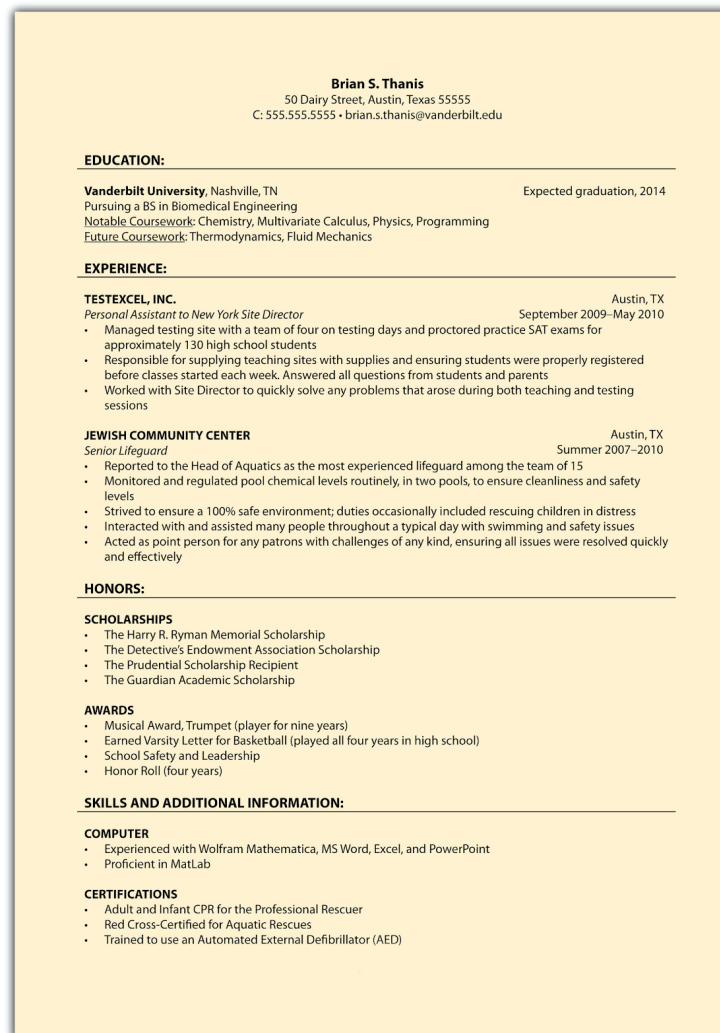 Brian S. Thanis
50 Dairy Street, Austin, Texas 55555
C: 555.555.5555 • brian.s.thanis@vanderbilt.edu
EDUCATION:
Vanderbilt University, Nashville, TN Expected graduation, 2014
Pursuing a BS in Biomedical Engineering
Notable Coursework: Chemistry, Multivariate Calculus, Physics, Programming
Future Coursework: Thermodynamics, Fluid Mechanics
EXPERIENCE:
TESTEXCEL, INC. Austin, TX
Personal Assistant to New York Site Director September 2009–May 2010
• Managed testing site with a team of four on testing days and proctored practice SAT exams for
approximately 130 high school students
• Responsible for supplying teaching sites with supplies and ensuring students were properly registered
before classes started each week. Answered all questions from students and parents
• Worked with Site Director to quickly solve any problems that arose during both teaching and testing
sessions
JEWISH COMMUNITY CENTER Austin, TX
Senior Lifeguard Summer 2007–2010
• Reported to the Head of Aquatics as the most experienced lifeguard among the team of 15
• Monitored and regulated pool chemical levels routinely, in two pools, to ensure cleanliness and safety
levels
• Strived to ensure a 100% safe environment; duties occasionally included rescuing children in distress
• Interacted with and assisted many people throughout a typical day with swimming and safety issues
• Acted as point person for any patrons with challenges of any kind, ensuring all issues were resolved quickly
and effectively
HONORS:
SCHOLARSHIPS
• The Harry R. Ryman Memorial Scholarship
• The Detective's Endowment Association Scholarship
• The Prudential Scholarship Recipient
• The Guardian Academic Scholarship
AWARDS
• Musical Award, Trumpet (player for nine years)
• Earned Varsity Letter for Basketball (played all four years in high school)
• School Safety and Leadership
• Honor Roll (four years)
SKILLS AND ADDITIONAL INFORMATION:
COMPUTER
• Experienced with Wolfram Mathematica, MS Word, Excel, and PowerPoint
• Proficient in MatLab
CERTIFICATIONS
• Adult and Infant CPR for the Professional Rescuer
• Red Cross-Certified for Aquatic Rescues
• Trained to use an Automated External Defibrillator (AED)